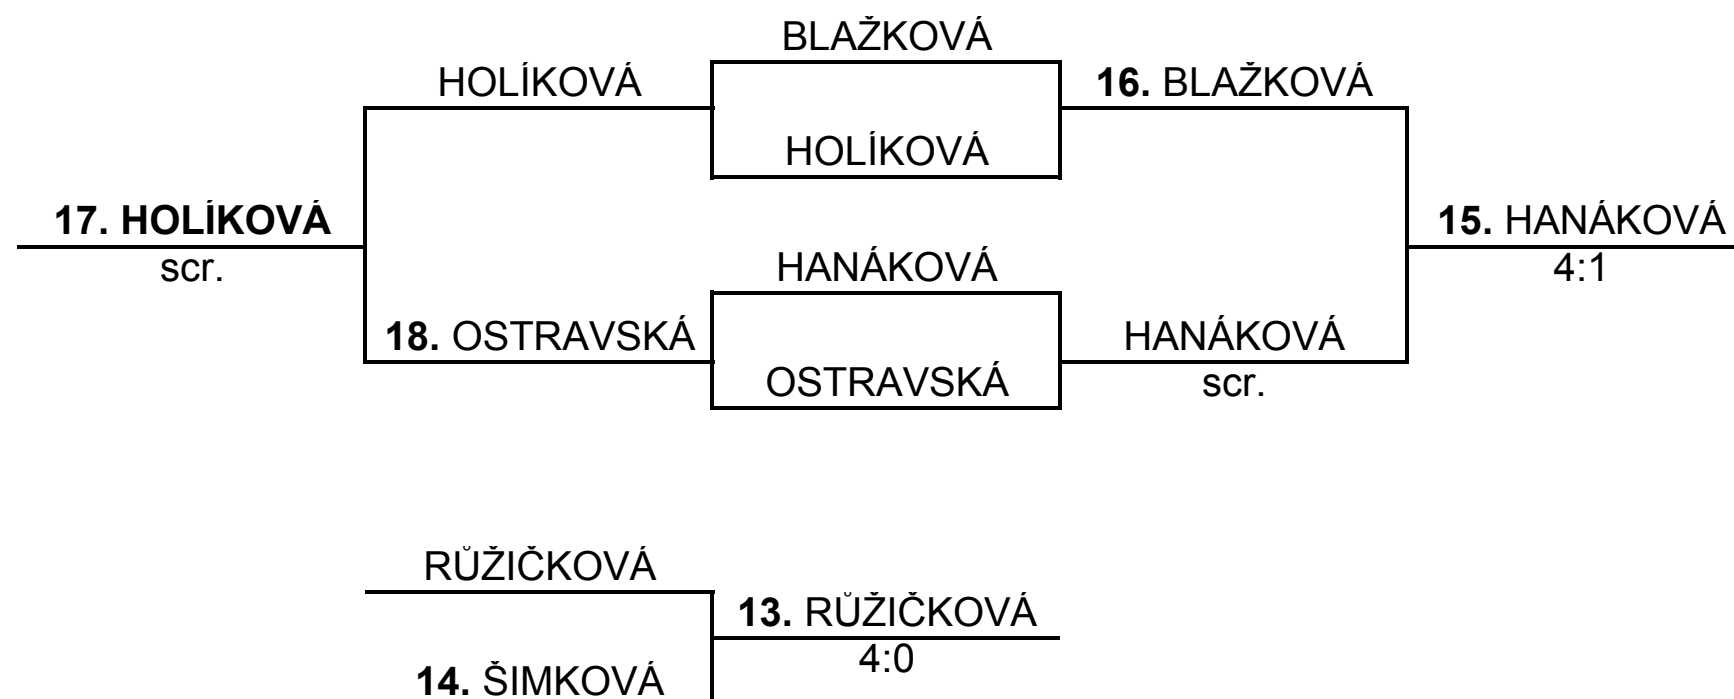 BLAŽKOVÁ
HOLÍKOVÁ
16. BLAŽKOVÁ
HOLÍKOVÁ
17. HOLÍKOVÁ
15. HANÁKOVÁ
scr.
HANÁKOVÁ
4:1
18. OSTRAVSKÁ
HANÁKOVÁ
OSTRAVSKÁ
scr.
RŮŽIČKOVÁ
13. RŮŽIČKOVÁ
4:0
14. ŠIMKOVÁ